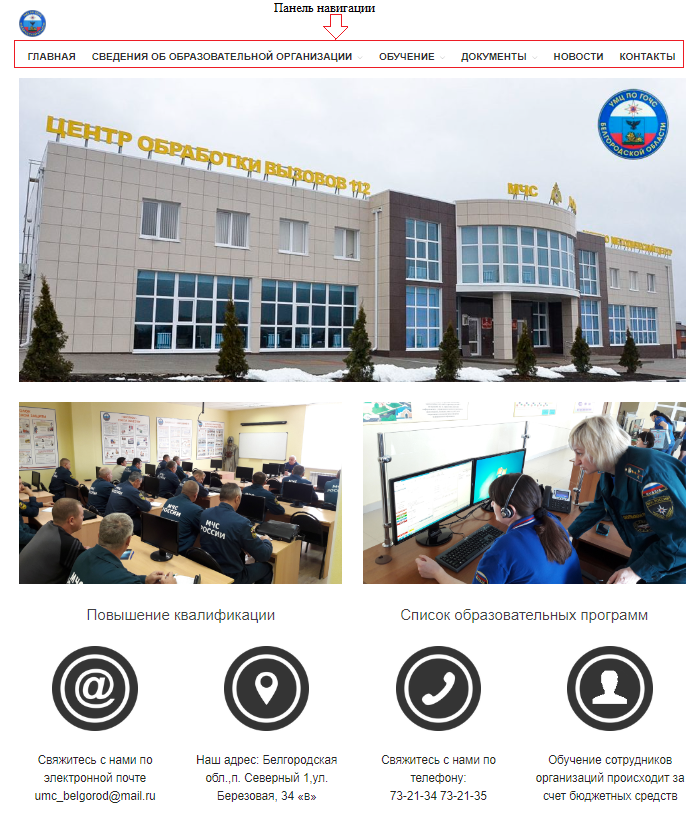 Панель навигации
ГЛАВНАЯ СВЕДЕНИЯ ОБ ОБРАЗОВАТЕЛЬНОЙ ОРГАНИЗАЦИИ ОБУЧЕНИЕ ДОКУМЕНТЫ НОВОСТИ КОНТАКТЫ
УМЦ ПО ГОЧС
БЕЛГОРОДСКОЙ ОБЛАСТИ
ЦЕНТР ОБРАБОТКИ ВЫЗОВОВ 112
МЧС
МЧС
РОССИИ
МЧС
РОССИИ
Повышение квалификации
Список образовательных программ
@
Свяжитесь с нами по
электронной почте
umc_belgorod@mail.ru
Наш адрес: Белгородская
обл.,п. Северный 1,ул.
Березовая, 34 «в»
Свяжитесь с нами по
телефону:
73-21-34 73-21-35
Обучение сотрудников
организаций происходит за
счет бюджетных средств